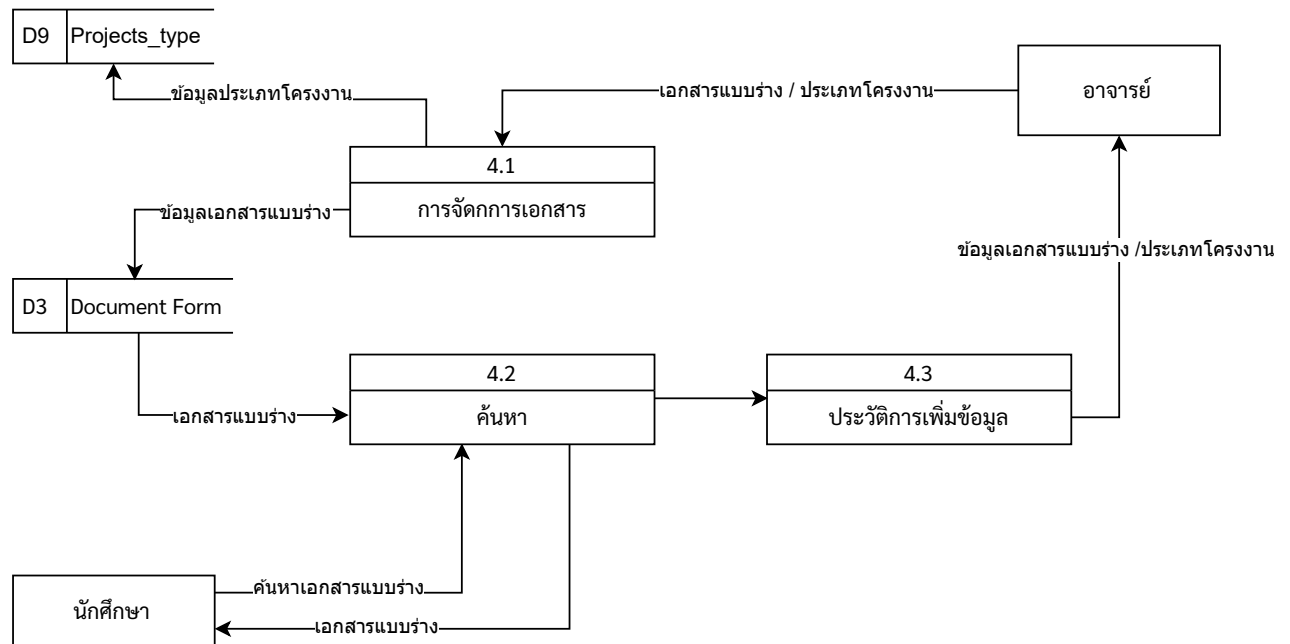 D9 Projects_type
ข้อมูลประเภทโครงงาน
เอกสารแบบร่าง / ประเภทโครงงาน
อาจารย์
4.1
การจัดกการเอกสาร
ข้อมูลเอกสารแบบร่าง
ข้อมูลเอกสารแบบร่าง /ประเภทโครงงาน
D3 Document Form
4.2
ค้นหา
4.3
ประวัติการเพิ่มข้อมูล
เอกสารแบบร่าง
ค้นหาเอกสารแบบร่าง
นักศึกษา
เอกสารแบบร่าง